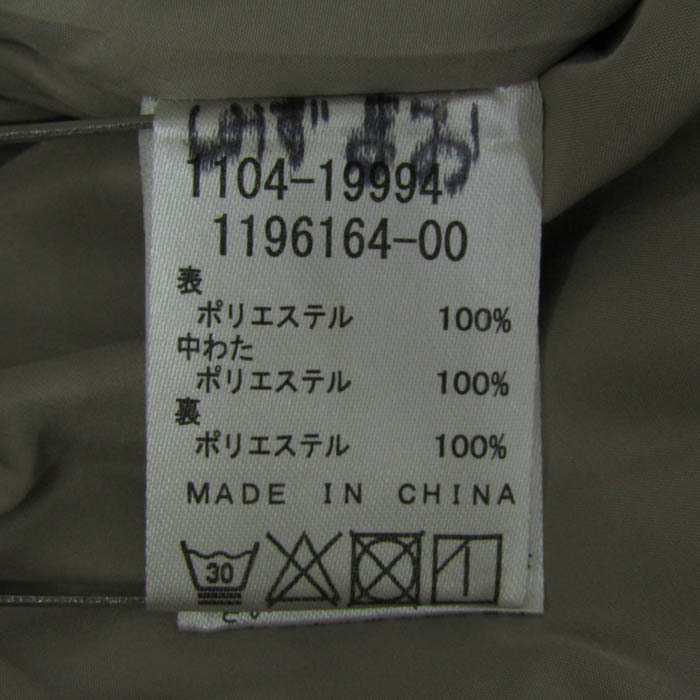 1104-19994
1196164-00
表
ポリエステル 100%
中わた
ポリエステル 100%
裏
ポリエステル 100%
MADE IN CHINA
30